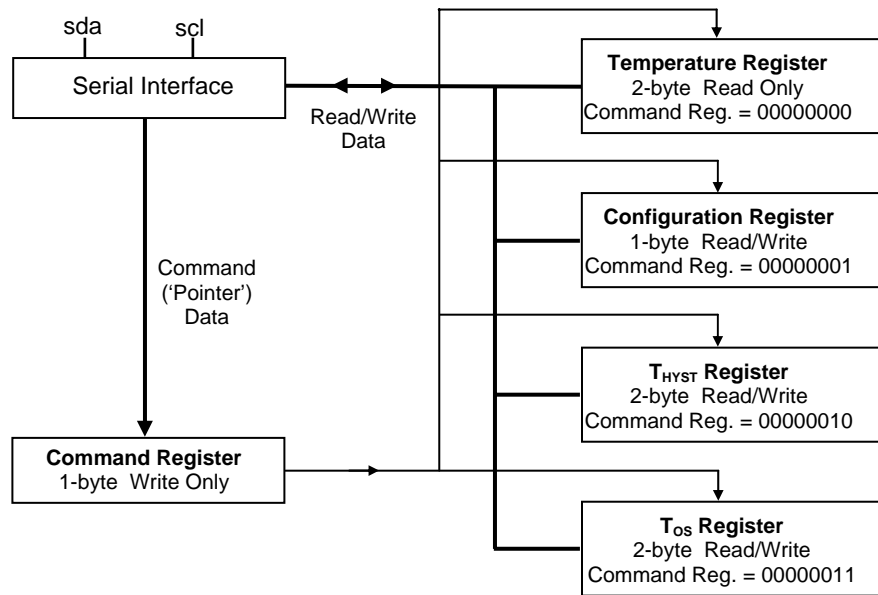 sda scl
Serial Interface
Read/Write
Data
Temperature Register
2-byte Read Only
Command Reg. = 00000000
Configuration Register
1-byte Read/Write
Command Reg. = 00000001
Command
(‘Pointer’)
Data
THYST Register
2-byte Read/Write
Command Reg. = 00000010
Command Register
1-byte Write Only
TOS Register
2-byte Read/Write
Command Reg. = 00000011